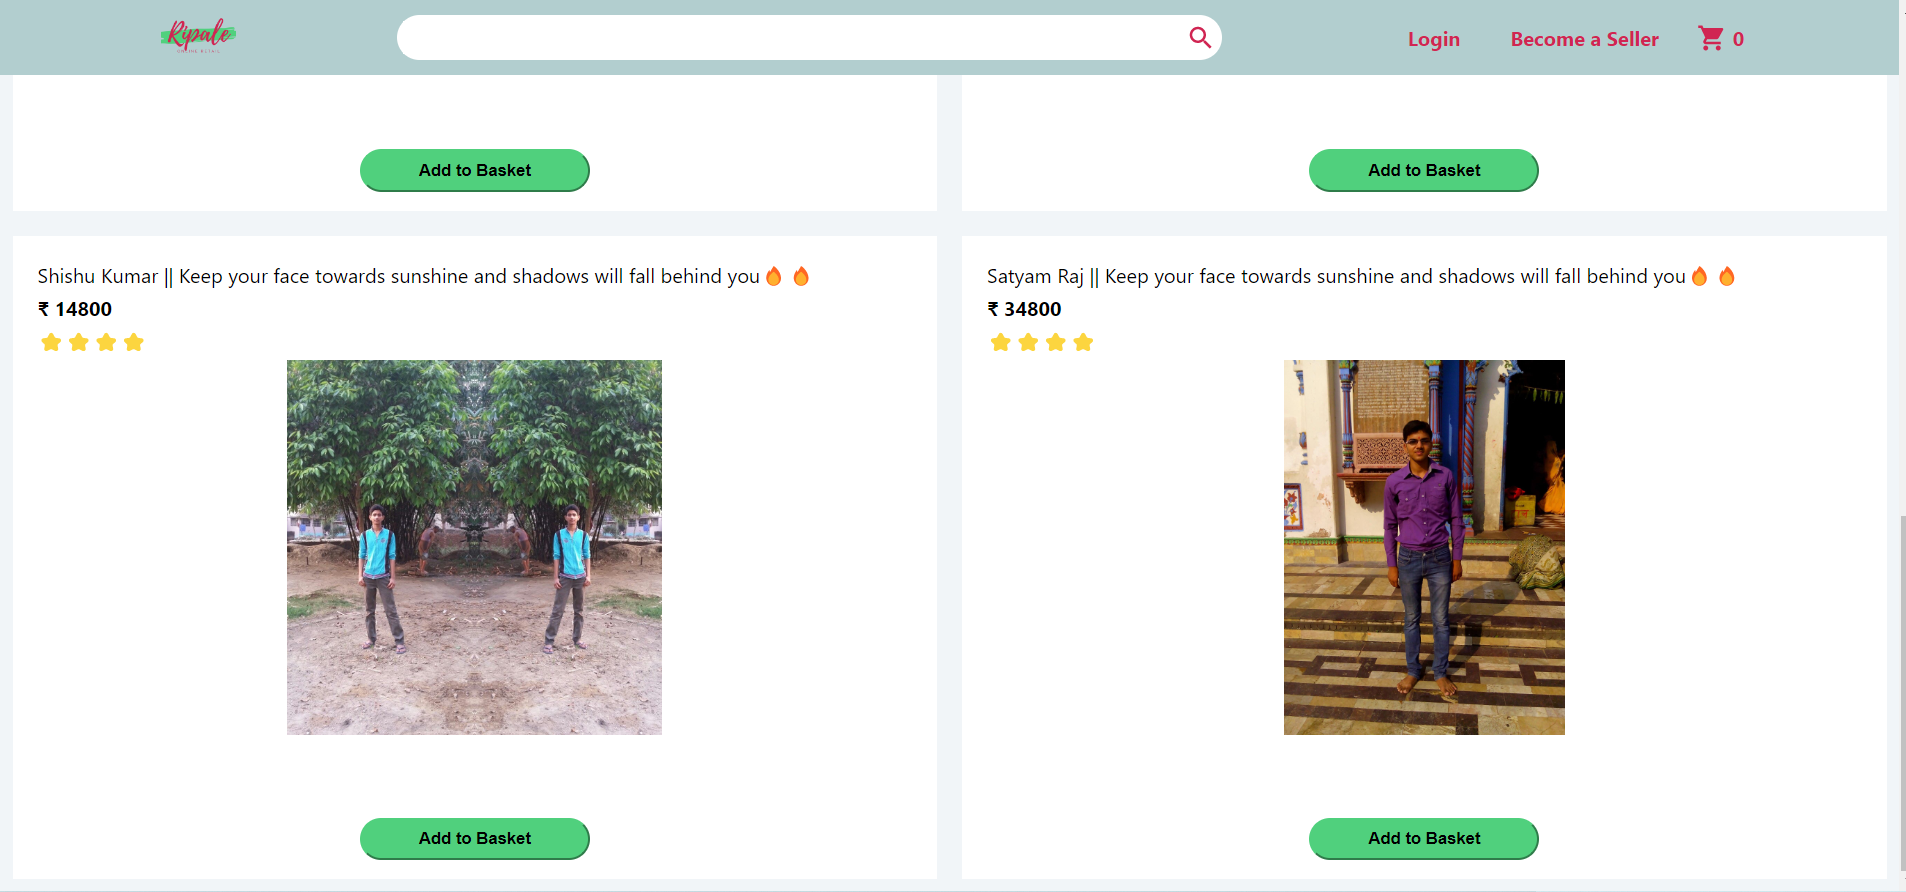 Ripale
ONLINE RETAIL
Login
Become a Seller
0
Add to Basket
Add to Basket
Shishu Kumar || Keep your face towards sunshine and shadows will fall behind you🔥 🔥
₹ 14800
Satyam Raj || Keep your face towards sunshine and shadows will fall behind you🔥 🔥
₹ 34800
Add to Basket
Add to Basket